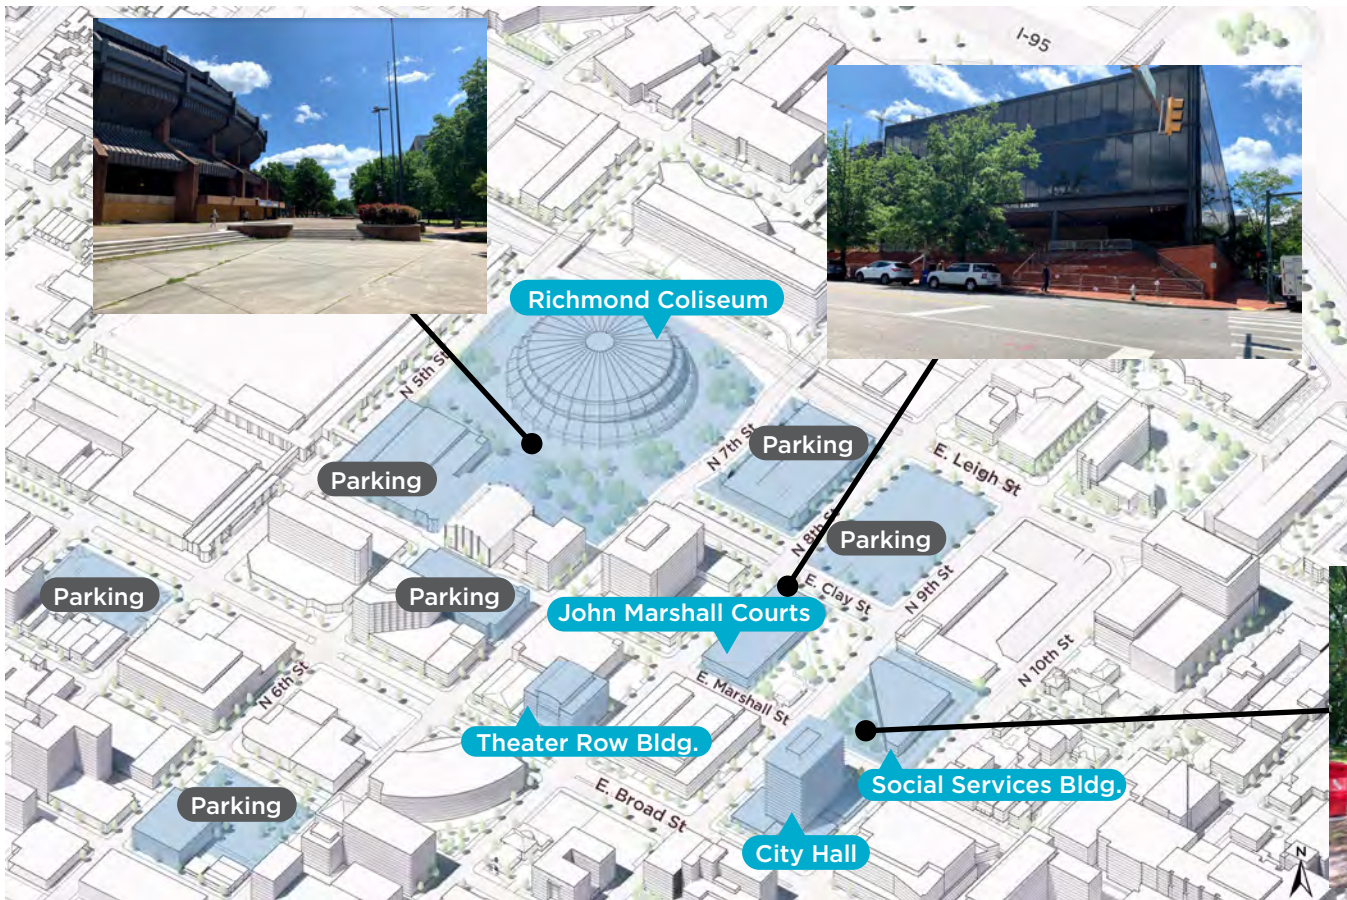 I-95
Richmond Coliseum
N 5th St
N 7th St
Parking
E. Leigh St
Parking
N 8th St
Parking
Parking
Parking
E. Clay St
N 9th St
John Marshall Courts
N 10th St
N 6th St
E. Marshall St
Theater Row Bldg.
Social Services Bldg.
Parking
E. Broad St
City Hall
N